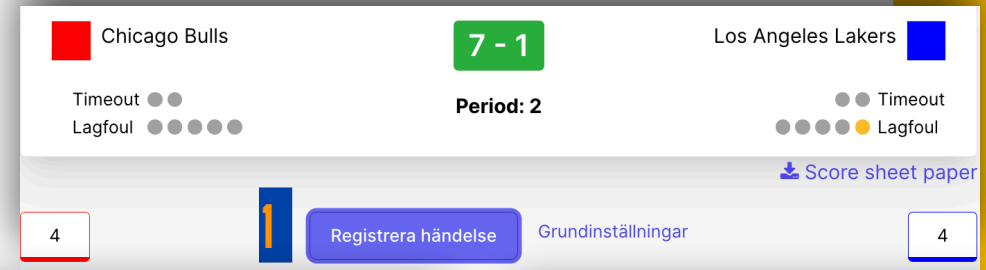 Chicago Bulls
7 - 1
Los Angeles Lakers
Timeout
Period: 2
Timeout
Lagfoul
Lagfoul
Score sheet paper
4
1
Registrera händelse
Grundinställningar
4